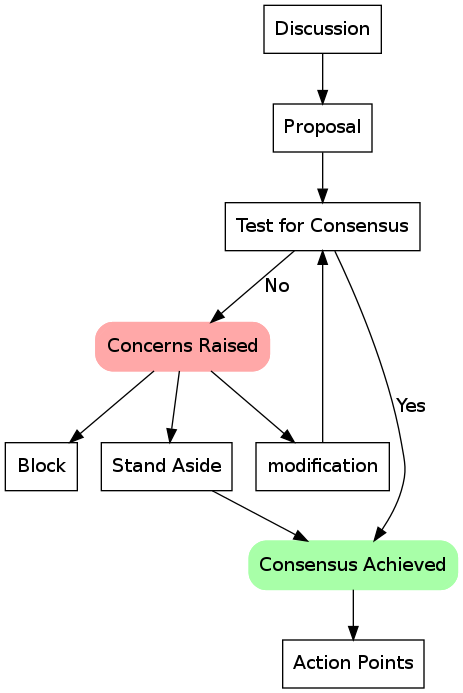 Discussion
Proposal
Test for Consensus
No
Concerns Raised
Yes
Block
Stand Aside
modification
Consensus Achieved
Action Points